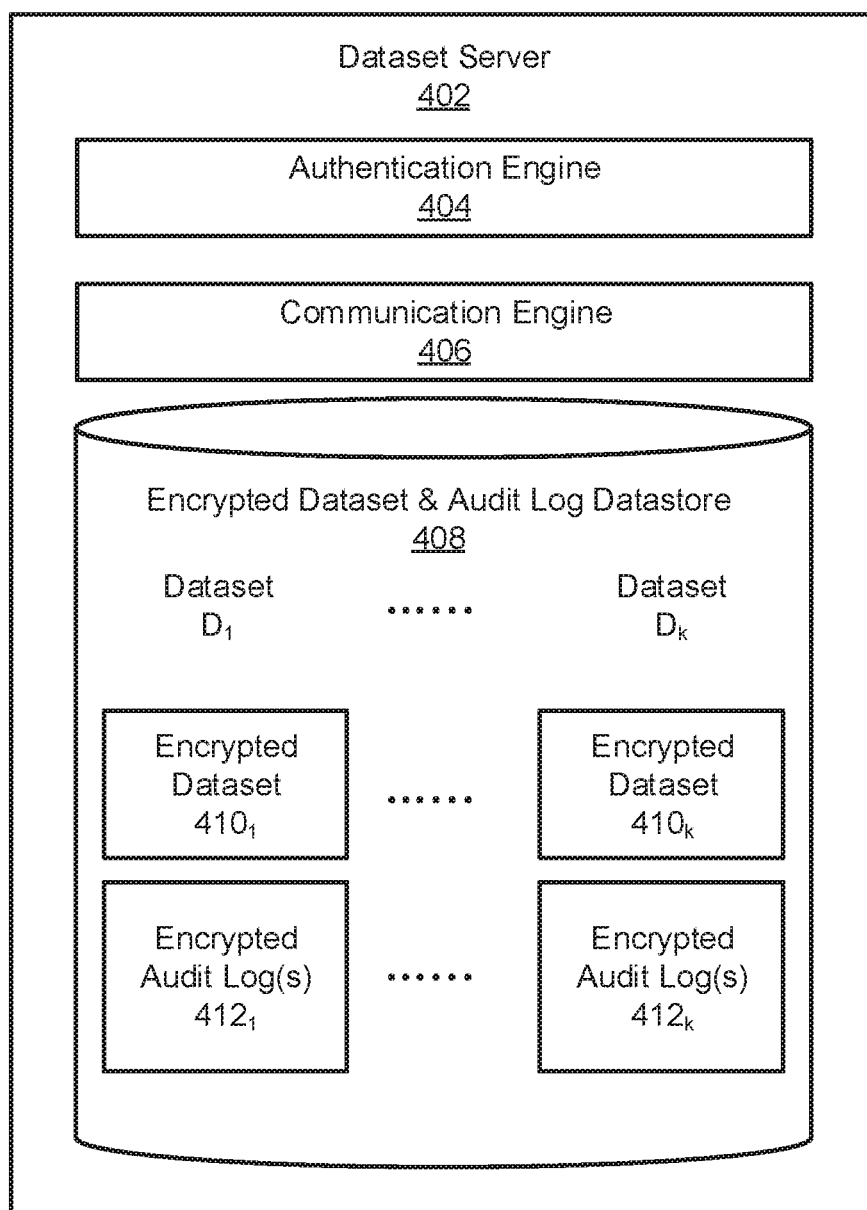 Dataset Server
402
Authentication Engine
404
Communication Engine
406
Encrypted Dataset & Audit Log Datastore
408
Dataset
D₁
......
Dataset
Dₖ
Encrypted
Dataset
410₁
......
Encrypted
Dataset
410ₖ
Encrypted
Audit Log(s)
412₁
......
Encrypted
Audit Log(s)
412ₖ